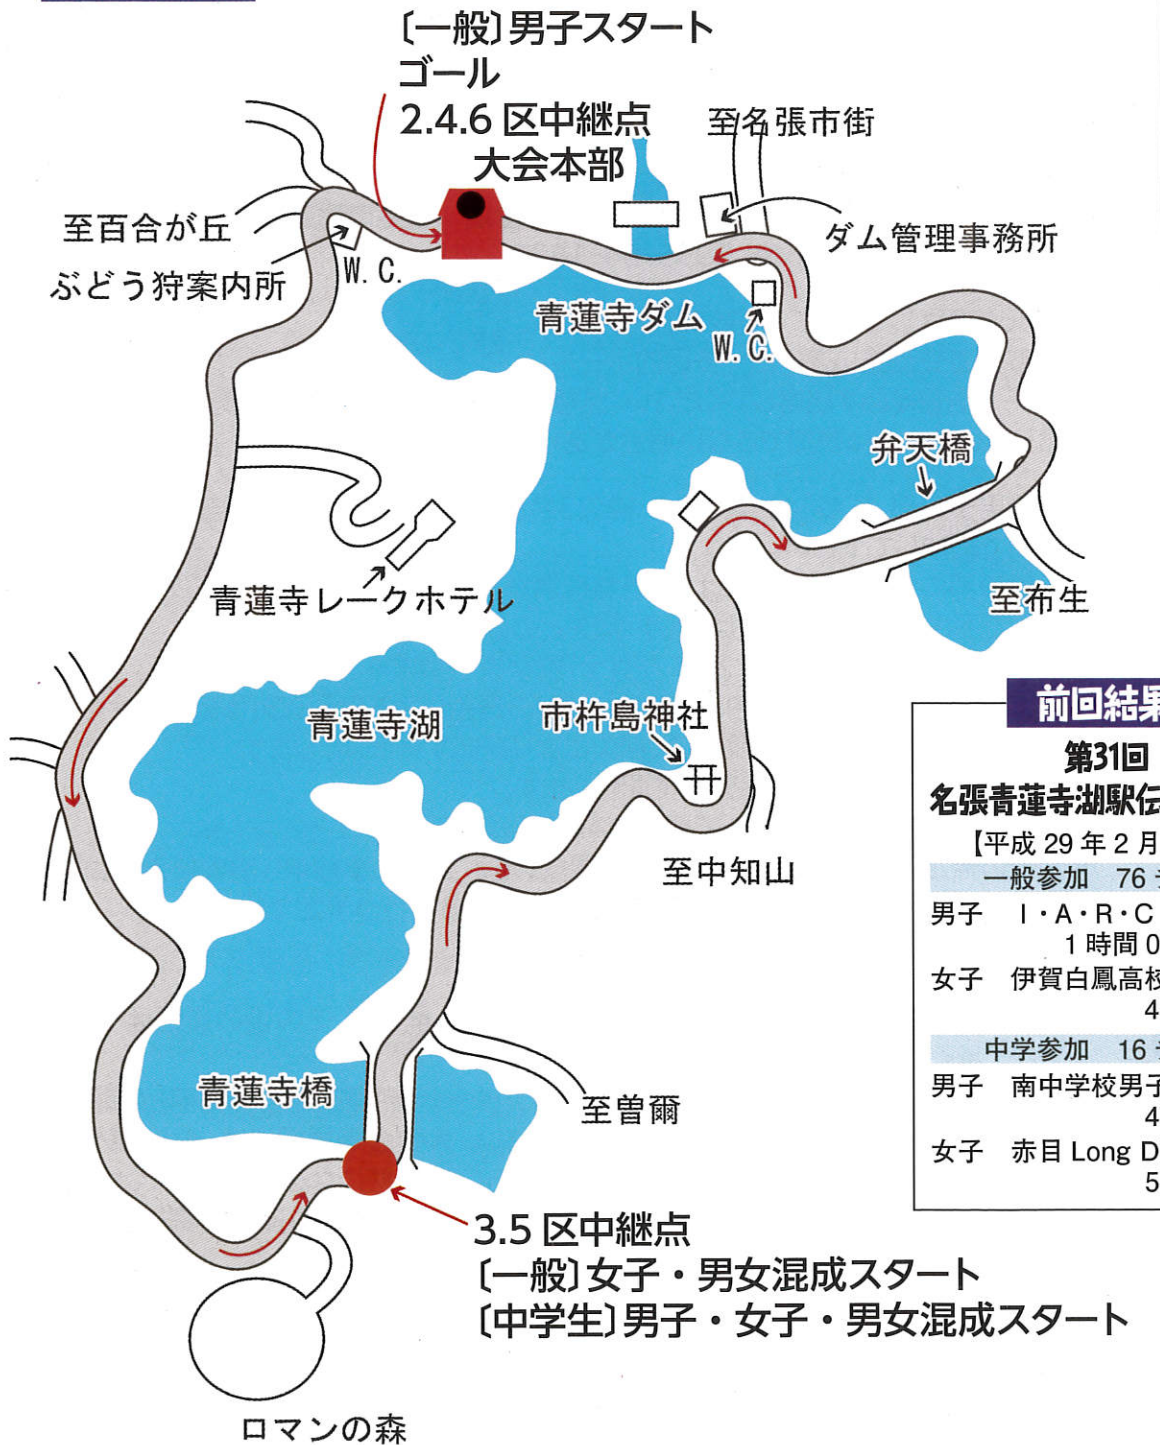 〔一般〕男子スタート
ゴール
2.4.6 区中継点
大会本部
至名張市街
至百合が丘
ぶどう狩案内所
W. C.
ダム管理事務所
青蓮寺ダム
W. C.
弁天橋
青蓮寺レークホテル
至布生
青蓮寺湖
市杵島神社
至中知山
前回結果
第31回
名張青蓮寺湖駅伝
【平成 29 年 2 月
一般参加 76
男子 I・A・R・C
1 時間 0
女子 伊賀白鳳高校
4
中学参加 16
男子 南中学校男子
4
女子 赤目 Long D
5
青蓮寺橋
至曽爾
3.5 区中継点
〔一般〕女子・男女混成スタート
〔中学生〕男子・女子・男女混成スタート
ロマンの森